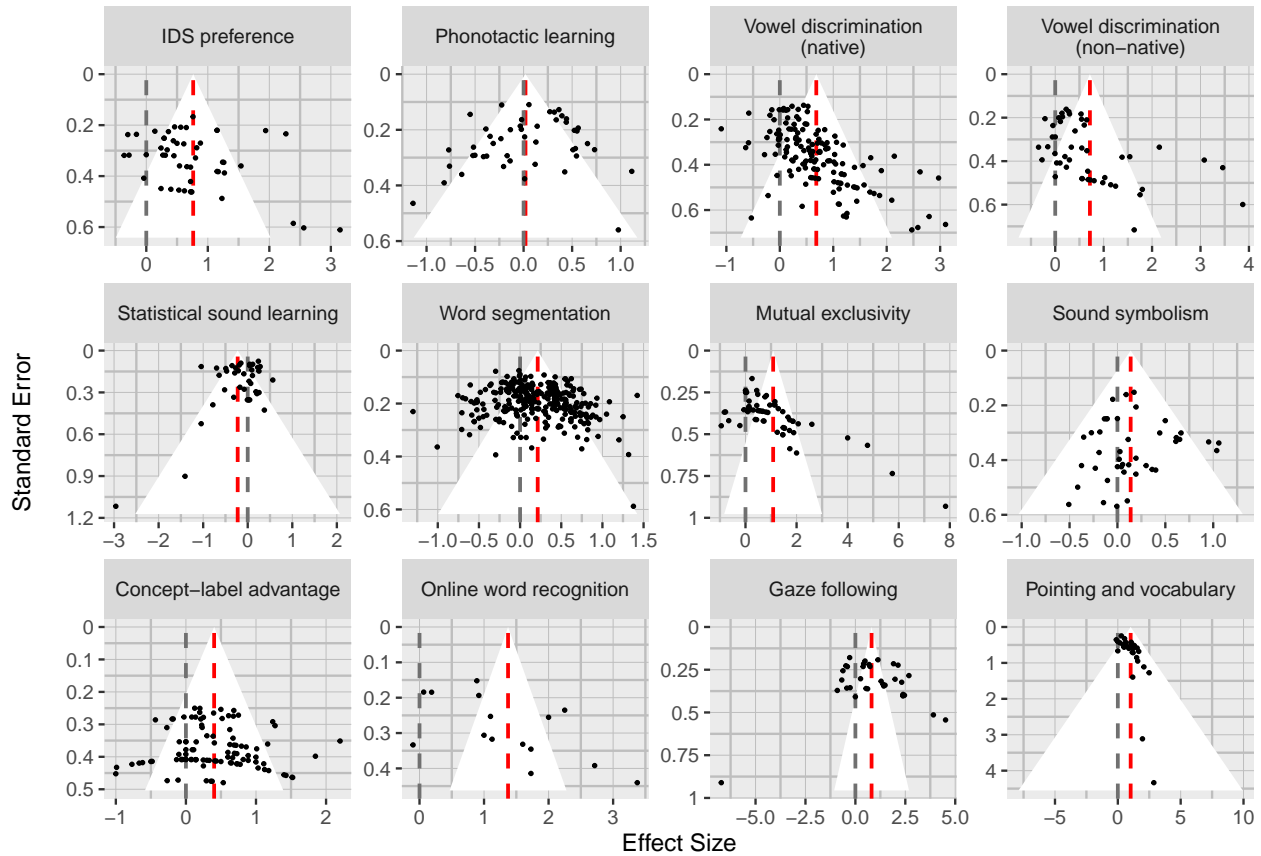 IDS preference
Phonotactic learning
Vowel discrimination
(native)
Vowel discrimination
(non−native)
0
0.2
0.4
0.6
0 1 2 3
0
0.2
0.4
0.6
−1.0 −0.5 0.0 0.5 1.0
0
0.2
0.4
0.6
−1 0 1 2 3
0
0.2
0.4
0.6
0 1 2 3 4
Statistical sound learning
Word segmentation
Mutual exclusivity
Sound symbolism
0
0.3
0.6
0.9
1.2
−3 −2 −1 0 1 2
0
0.2
0.4
0.6
−1.0 −0.5 0.0 0.5 1.0 1.5
0
0.25
0.5
0.75
1
0 2 4 6 8
0
0.2
0.4
0.6
−1.0 −0.5 0.0 0.5 1.0
Concept−label advantage
Online word recognition
Gaze following
Pointing and vocabulary
0
0.1
0.2
0.3
0.4
0.5
−1 0 1 2
0
0.1
0.2
0.3
0.4
0 1 2 3
0
0.25
0.5
0.75
1
−5.0 −2.5 0.0 2.5 5.0
0
1
2
3
4
−5 0 5 10
Standard Error
Effect Size